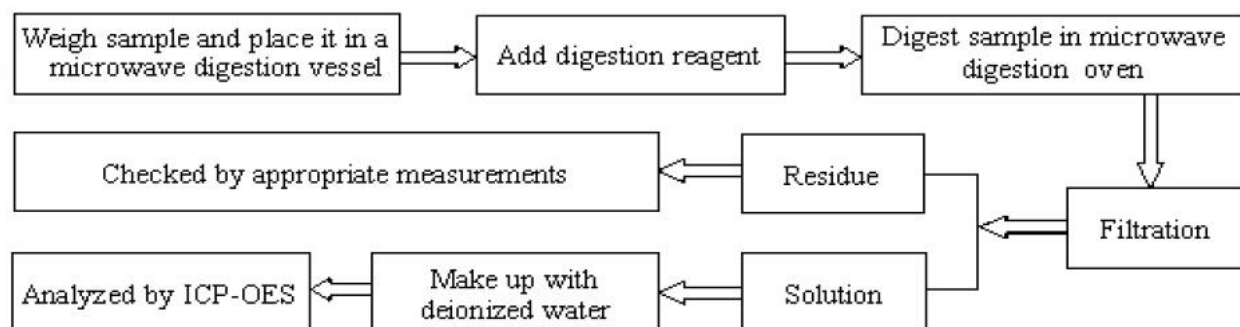 Weigh sample and place it in a
microwave digestion vessel
Add digestion reagent
Digest sample in microwave
digestion oven
Filtration
Residue
Checked by appropriate measurements
Solution
Make up with
deionized water
Analyzed by ICP-OES